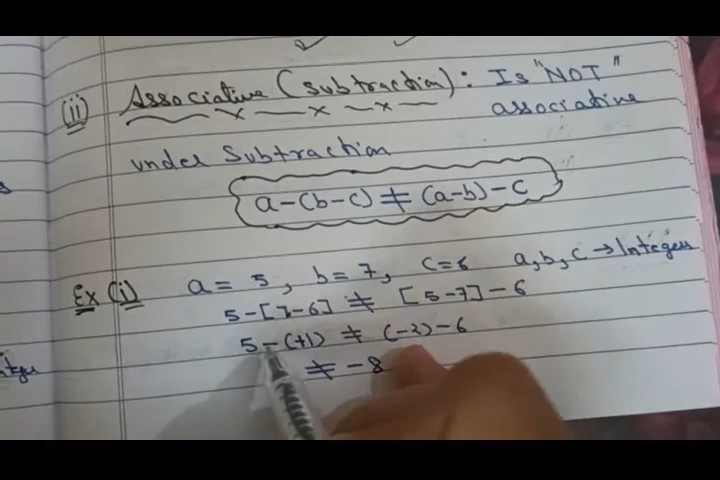 (ii) Associative (subtraction): Is "NOT"
associative
under Subtraction
a-(b-c) ≠ (a-b)-c
Ex (i) a = 5, b = 7, c = 6 a, b, c → Integers
5-[7-6] ≠ [5-7]-6
5-(+1) ≠ (-2)-6
≠ -8